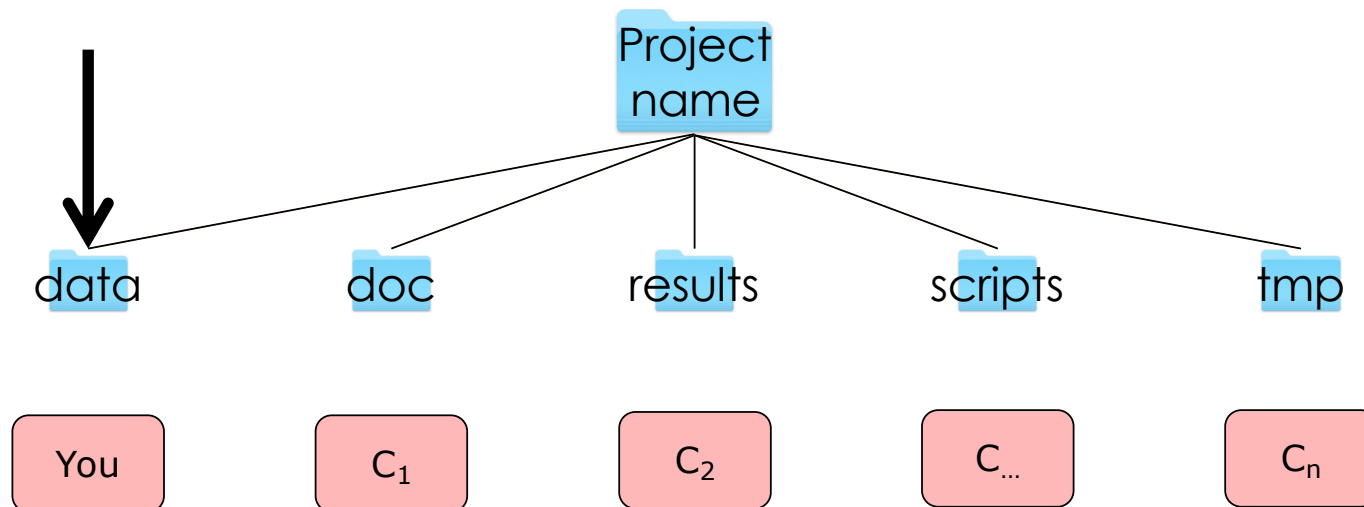 Project
name
data
doc
results
scripts
tmp
You
C₁
C₂
C...
Cₙ